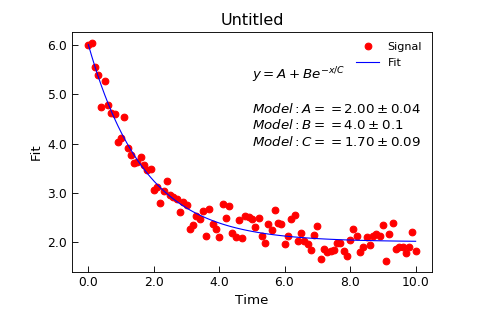 Untitled
Signal
Fit
y = A + Be^{-x/C}
Model : A == 2.00 ± 0.04
Model : B == 4.0 ± 0.1
Model : C == 1.70 ± 0.09
6.0
5.0
4.0
3.0
2.0
Fit
0.0 2.0 4.0 6.0 8.0 10.0
Time